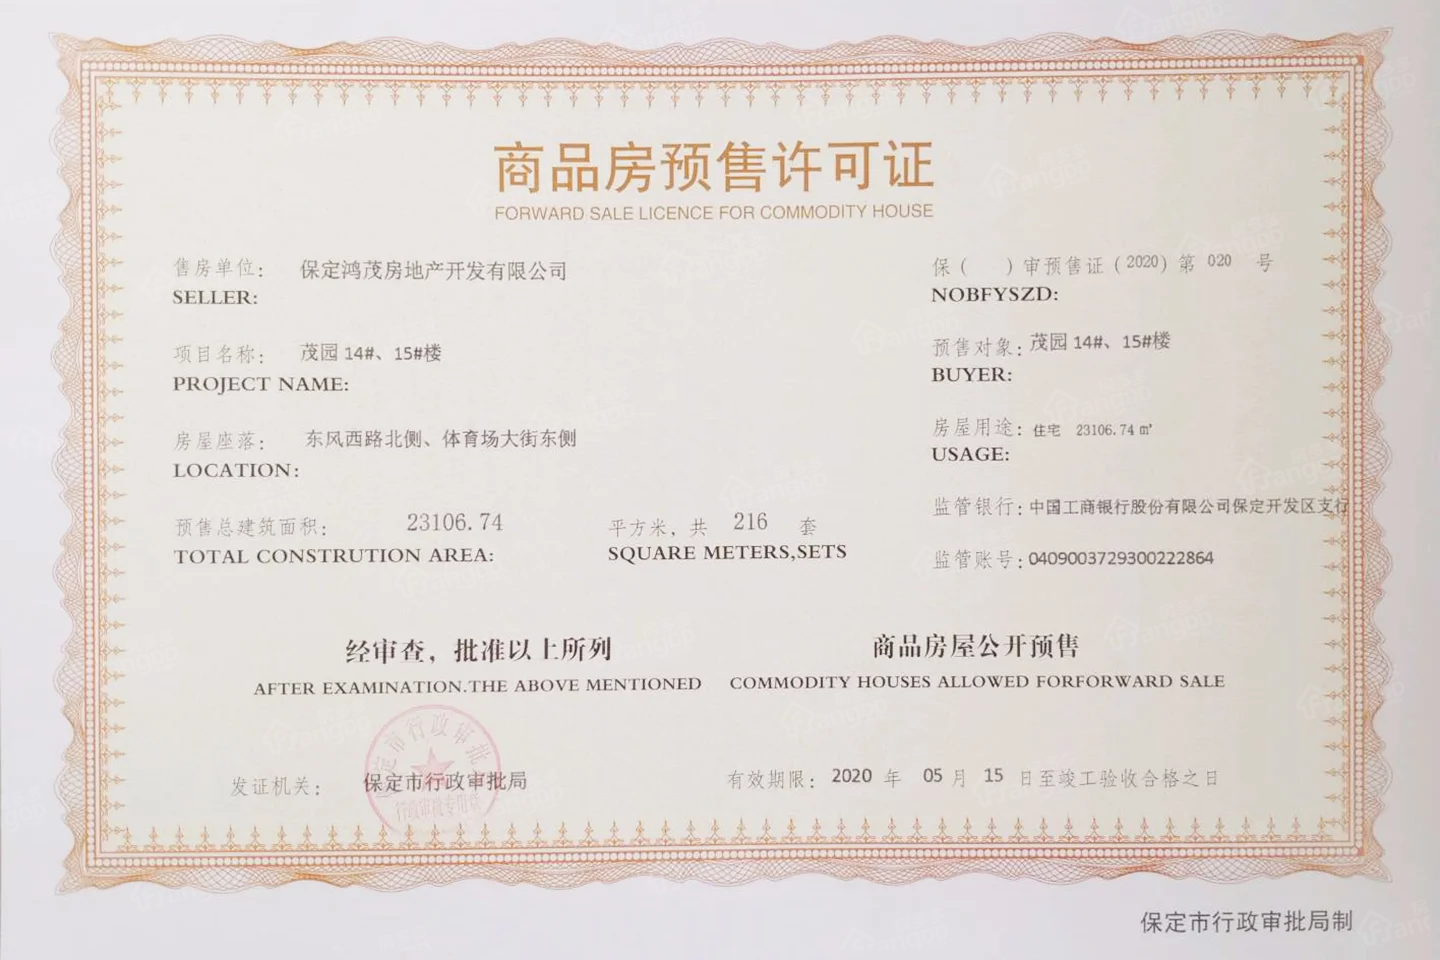 商品房预售许可证
FORWARD SALE LICENCE FOR COMMODITY HOUSE
售房单位： 保定鸿茂房地产开发有限公司
SELLER:
保（ ）审预售证（2020）第 020 号
NOBFYSZD:
项目名称： 茂园 14#、15#楼
PROJECT NAME:
预售对象：茂园 14#、15#楼
BUYER:
房屋座落： 东风西路北侧、体育场大街东侧
LOCATION:
房屋用途：住宅 23106.74 ㎡
USAGE:
预售总建筑面积： 23106.74 平方米，共 216 套
TOTAL CONSTRUTION AREA: SQUARE METERS,SETS
监管银行：中国工商银行股份有限公司保定开发区支行
监管账号：0409003729300222864
经审查，批准以上所列 商品房屋公开预售
AFTER EXAMINATION.THE ABOVE MENTIONED COMMODITY HOUSES ALLOWED FORFORWARD SALE
发证机关： 保定市行政审批局
有效期限： 2020 年 05 月 15 日至竣工验收合格之日
保定市行政审批局制